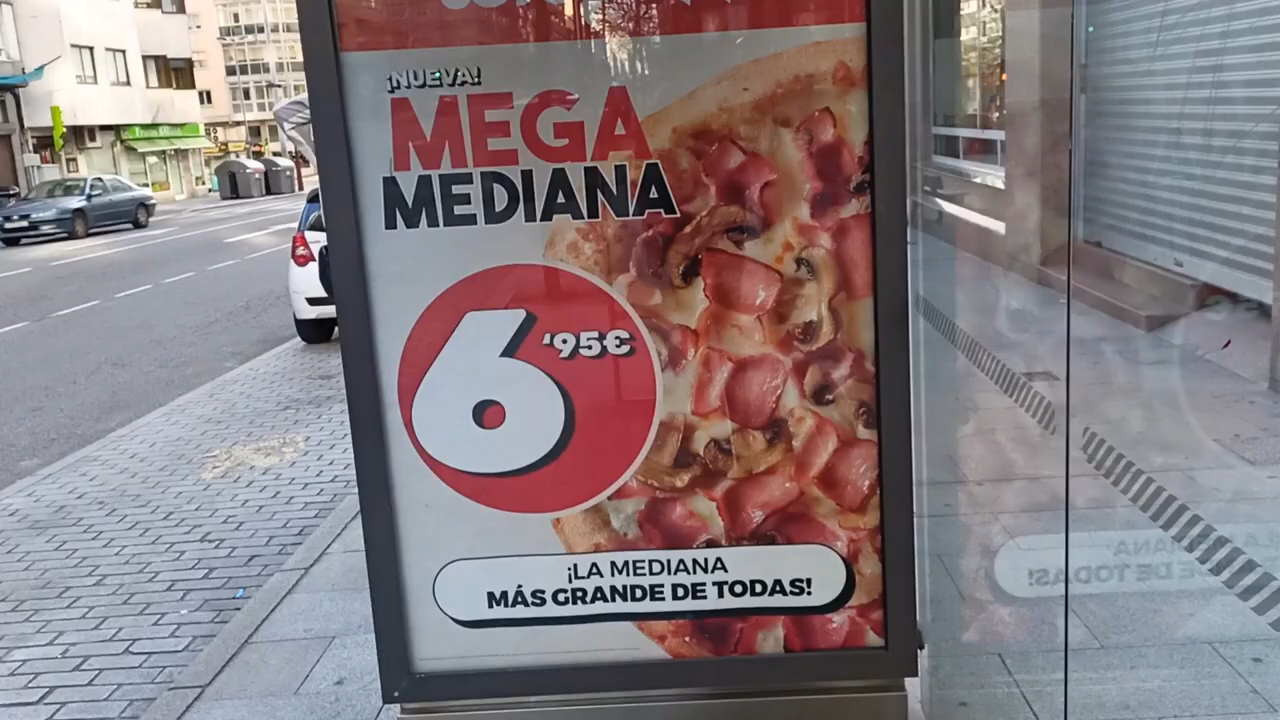 ¡NUEVA!
MEGA
MEDIANA
6'95€
¡LA MEDIANA
MÁS GRANDE DE TODAS!